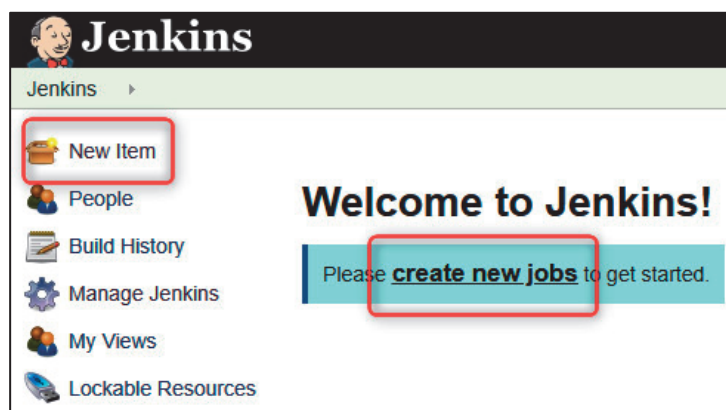 Jenkins
Jenkins
New Item
People
Build History
Manage Jenkins
My Views
Lockable Resources
Welcome to Jenkins!
Please create new jobs to get started.